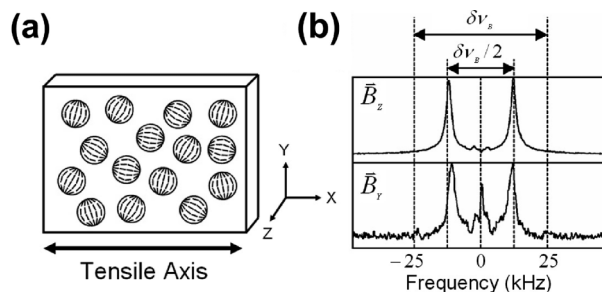 (a)
Y
X
Z
Tensile Axis
(b)
δν_B
δν_B / 2
B⃗_Z
B⃗_Y
−25 0 25
Frequency (kHz)